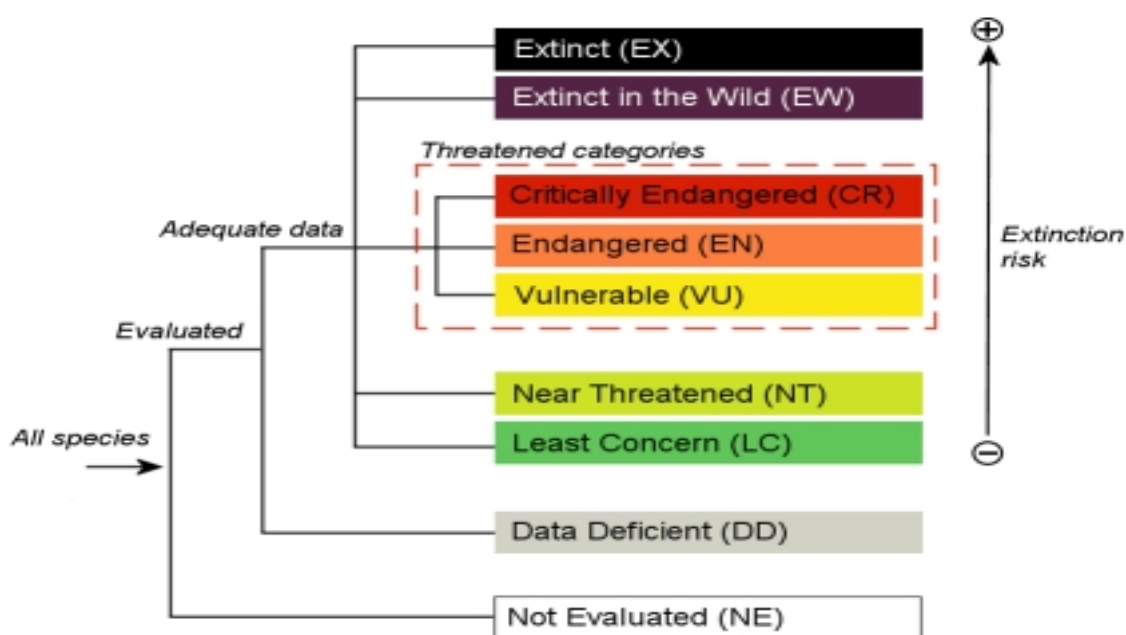 Extinct (EX)
Extinct in the Wild (EW)
Threatened categories
Critically Endangered (CR)
Adequate data
Endangered (EN)
Extinction
risk
Vulnerable (VU)
Evaluated
Near Threatened (NT)
All species
Least Concern (LC)
Data Deficient (DD)
Not Evaluated (NE)